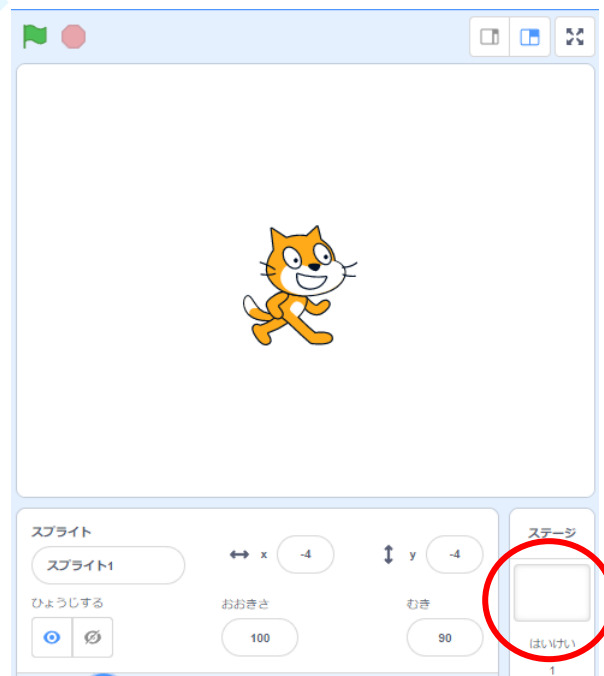 スプライト
スプライト1
x -4
y -4
ひょうじする
おおきさ
100
むき
90
ステージ
はいけい
1